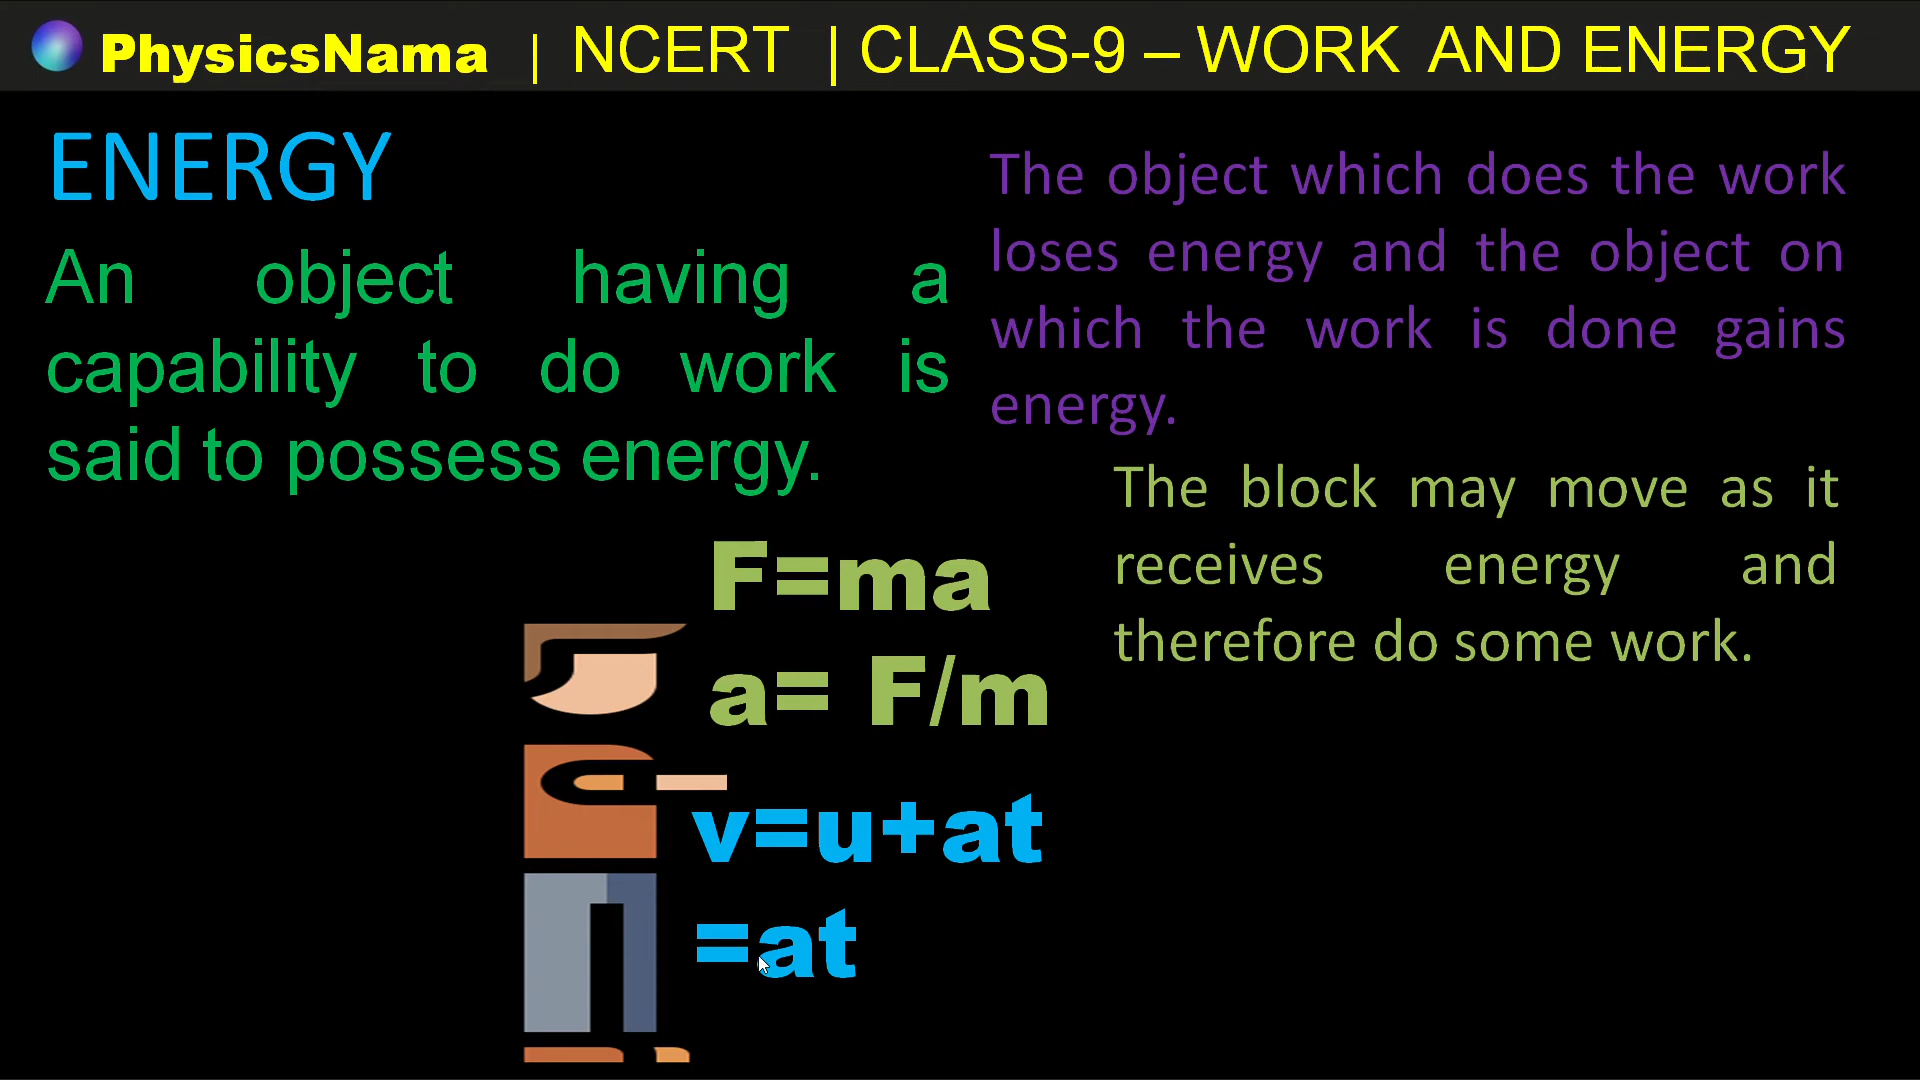 PhysicsNama | NCERT | CLASS-9 – WORK AND ENERGY
ENERGY
An object having a
capability to do work is
said to possess energy.
The object which does the work
loses energy and the object on
which the work is done gains
energy.
The block may move as it
receives energy and
therefore do some work.
F=ma
a= F/m
v=u+at
=at